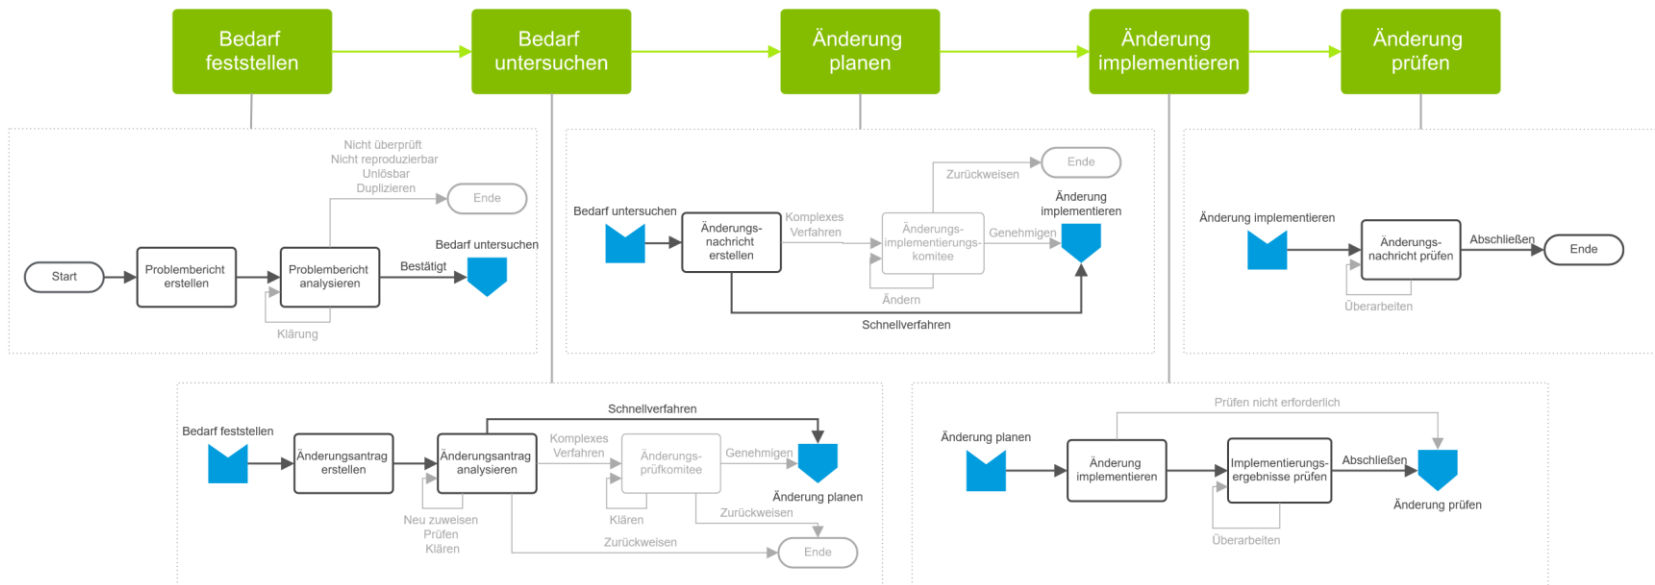 Bedarf
feststellen
Bedarf
untersuchen
Änderung
planen
Änderung
implementieren
Änderung
prüfen
Nicht überprüft
Nicht reproduzierbar
Unlösbar
Duplizieren
Ende
Bedarf untersuchen
Start
Problembericht
erstellen
Problembericht
analysieren
Bestätigt
Klärung
Ende
Zurückweisen
Änderung
implementieren
Bedarf untersuchen
Änderungs-
nachricht
erstellen
Komplexes
Verfahren
Änderungs-
implementierungs-
komitee
Genehmigen
Ändern
Schnellverfahren
Änderung implementieren
Änderungs-
nachricht prüfen
Abschließen
Ende
Überarbeiten
Schnellverfahren
Bedarf feststellen
Änderungsantrag
erstellen
Änderungsantrag
analysieren
Komplexes
Verfahren
Änderungs-
prüfkomitee
Genehmigen
Änderung planen
Neu zuweisen
Prüfen
Klären
Klären
Zurückweisen
Zurückweisen
Ende
Prüfen nicht erforderlich
Änderung planen
Änderung
implementieren
Implementierungs-
ergebnisse prüfen
Abschließen
Änderung prüfen
Überarbeiten